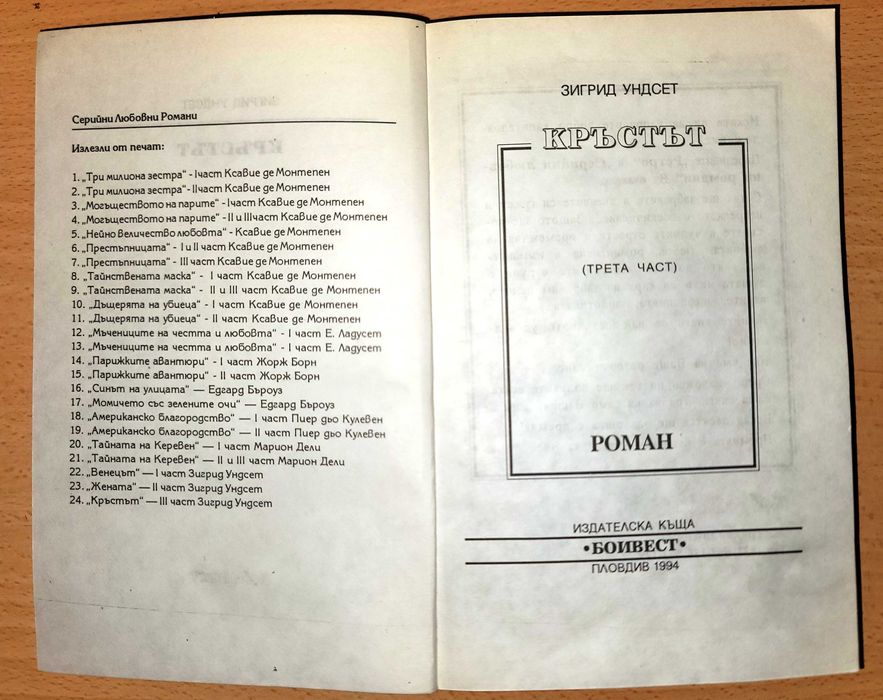 Серийни Любовни Романи
Излезли от печат:
1. „Три милиона зестра“ - I част Ксавие де Монтепен
2. „Три милиона зестра“ - II част Ксавие де Монтепен
3. „Могъществото на парите“ - I част Ксавие де Монтепен
4. „Могъществото на парите“ - II и III част Ксавие де Монтепен
5. „Нейно величество любовта“ - Ксавие де Монтепен
6. „Престъпницата“ - I и II част Ксавие де Монтепен
7. „Престъпницата“ - III част Ксавие де Монтепен
8. „Тайнствената маска“ - I част Ксавие де Монтепен
9. „Тайнствената маска“ - II и III част Ксавие де Монтепен
10. „Дъщерята на убиеца“ - I част Ксавие де Монтепен
11. „Дъщерята на убиеца“ - II част Ксавие де Монтепен
12. „Мъчениците на честта и любовта“ - I част Е. Ладусет
13. „Мъчениците на честта и любовта“ - I част Е. Ладусет
14. „Парижките авантюри“ - I част Жорж Борн
15. „Парижките авантюри“ - II част Жорж Борн
16. „Синът на улицата“ — Едгард Бъроуз
17. „Момичето със зелените очи“ — Едгард Бъроуз
18. „Американско благородство“ — I част Пиер дьо Кулевен
19. „Американско благородство“ — II част Пиер дьо Кулевен
20. „Тайната на Керевен“ — I част Марион Дели
21. „Тайната на Керевен“ — II и III част Марион Дели
22. „Венецът“ — I част Зигрид Ундсет
23. „Жената“ — II част Зигрид Ундсет
24. „Кръстът“ — III част Зигрид Ундсет
ЗИГРИД УНДСЕТ
КРЪСТЪТ
(ТРЕТА ЧАСТ)
РОМАН
ИЗДАТЕЛСКА КЪЩА
•БОИВЕСТ•
ПЛОВДИВ 1994